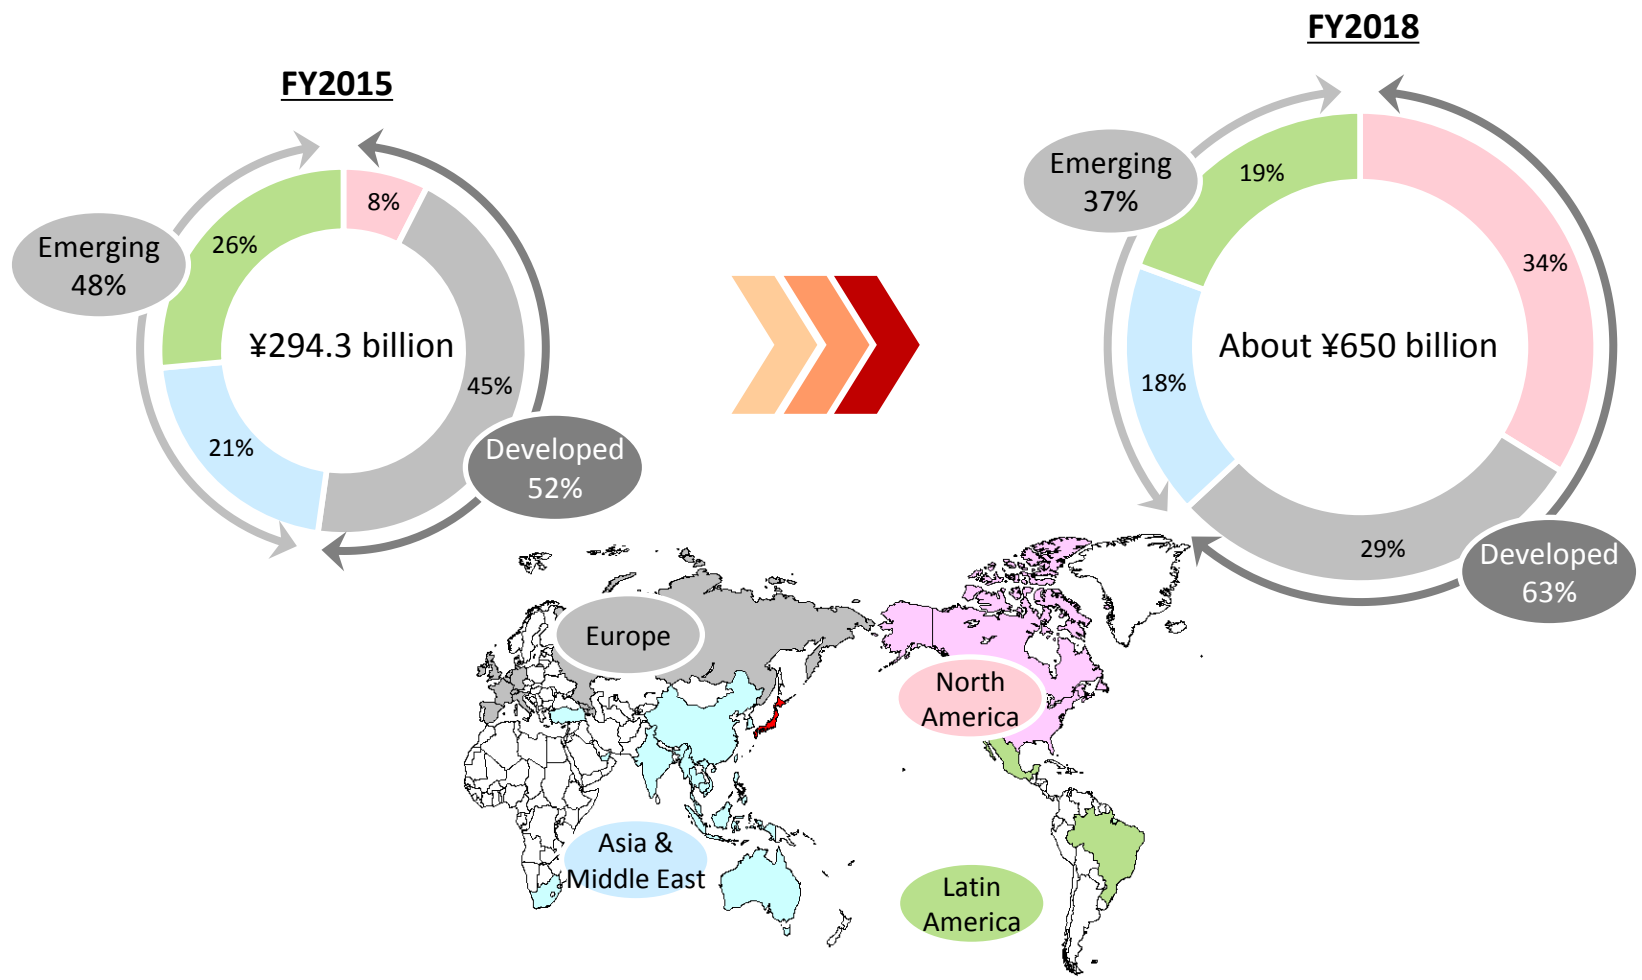 FY2015
8%
45%
21%
26%
Emerging
48%
Developed
52%
¥294.3 billion
FY2018
34%
29%
18%
19%
Emerging
37%
Developed
63%
About ¥650 billion
Europe
North
America
Asia &
Middle East
Latin
America